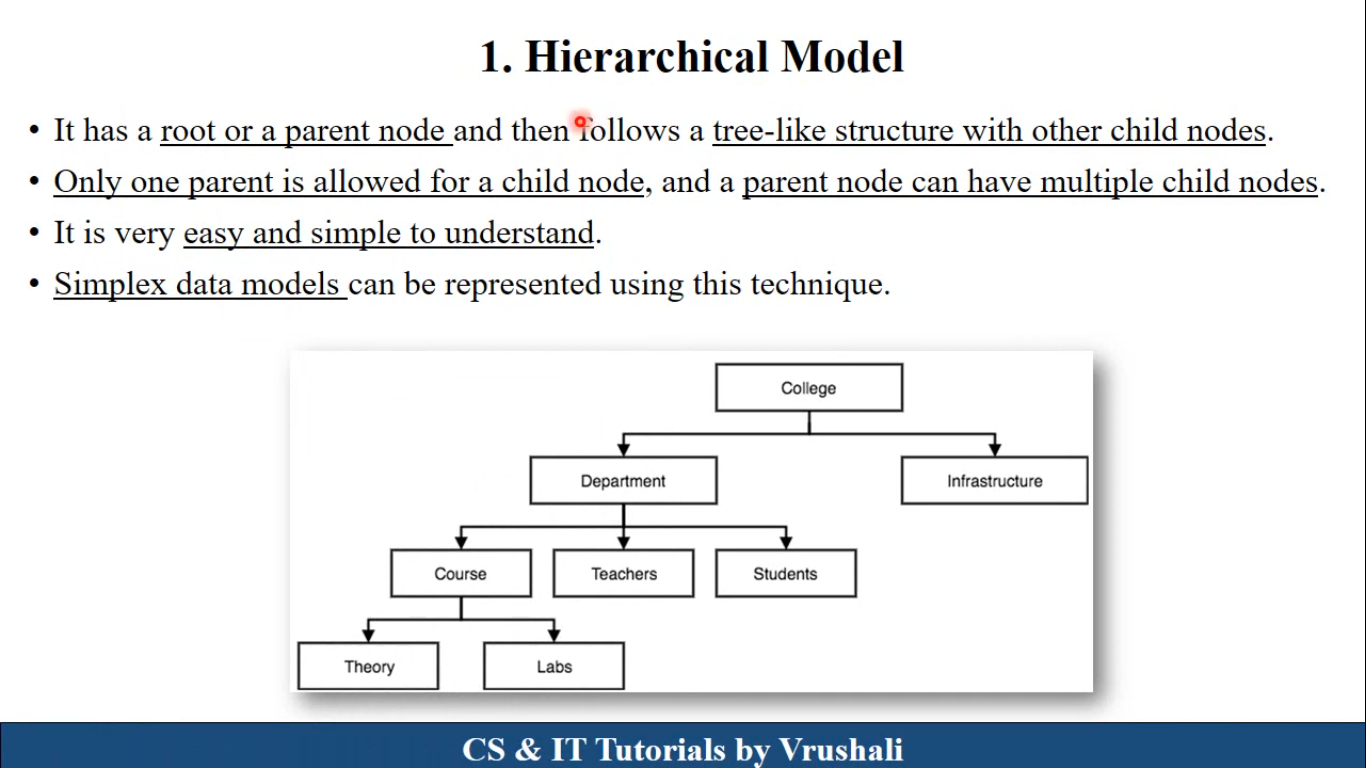 1. Hierarchical Model
• It has a root or a parent node and then follows a tree-like structure with other child nodes.
• Only one parent is allowed for a child node, and a parent node can have multiple child nodes.
• It is very easy and simple to understand.
• Simplex data models can be represented using this technique.
College
Department
Infrastructure
Course
Teachers
Students
Theory
Labs
CS & IT Tutorials by Vrushali